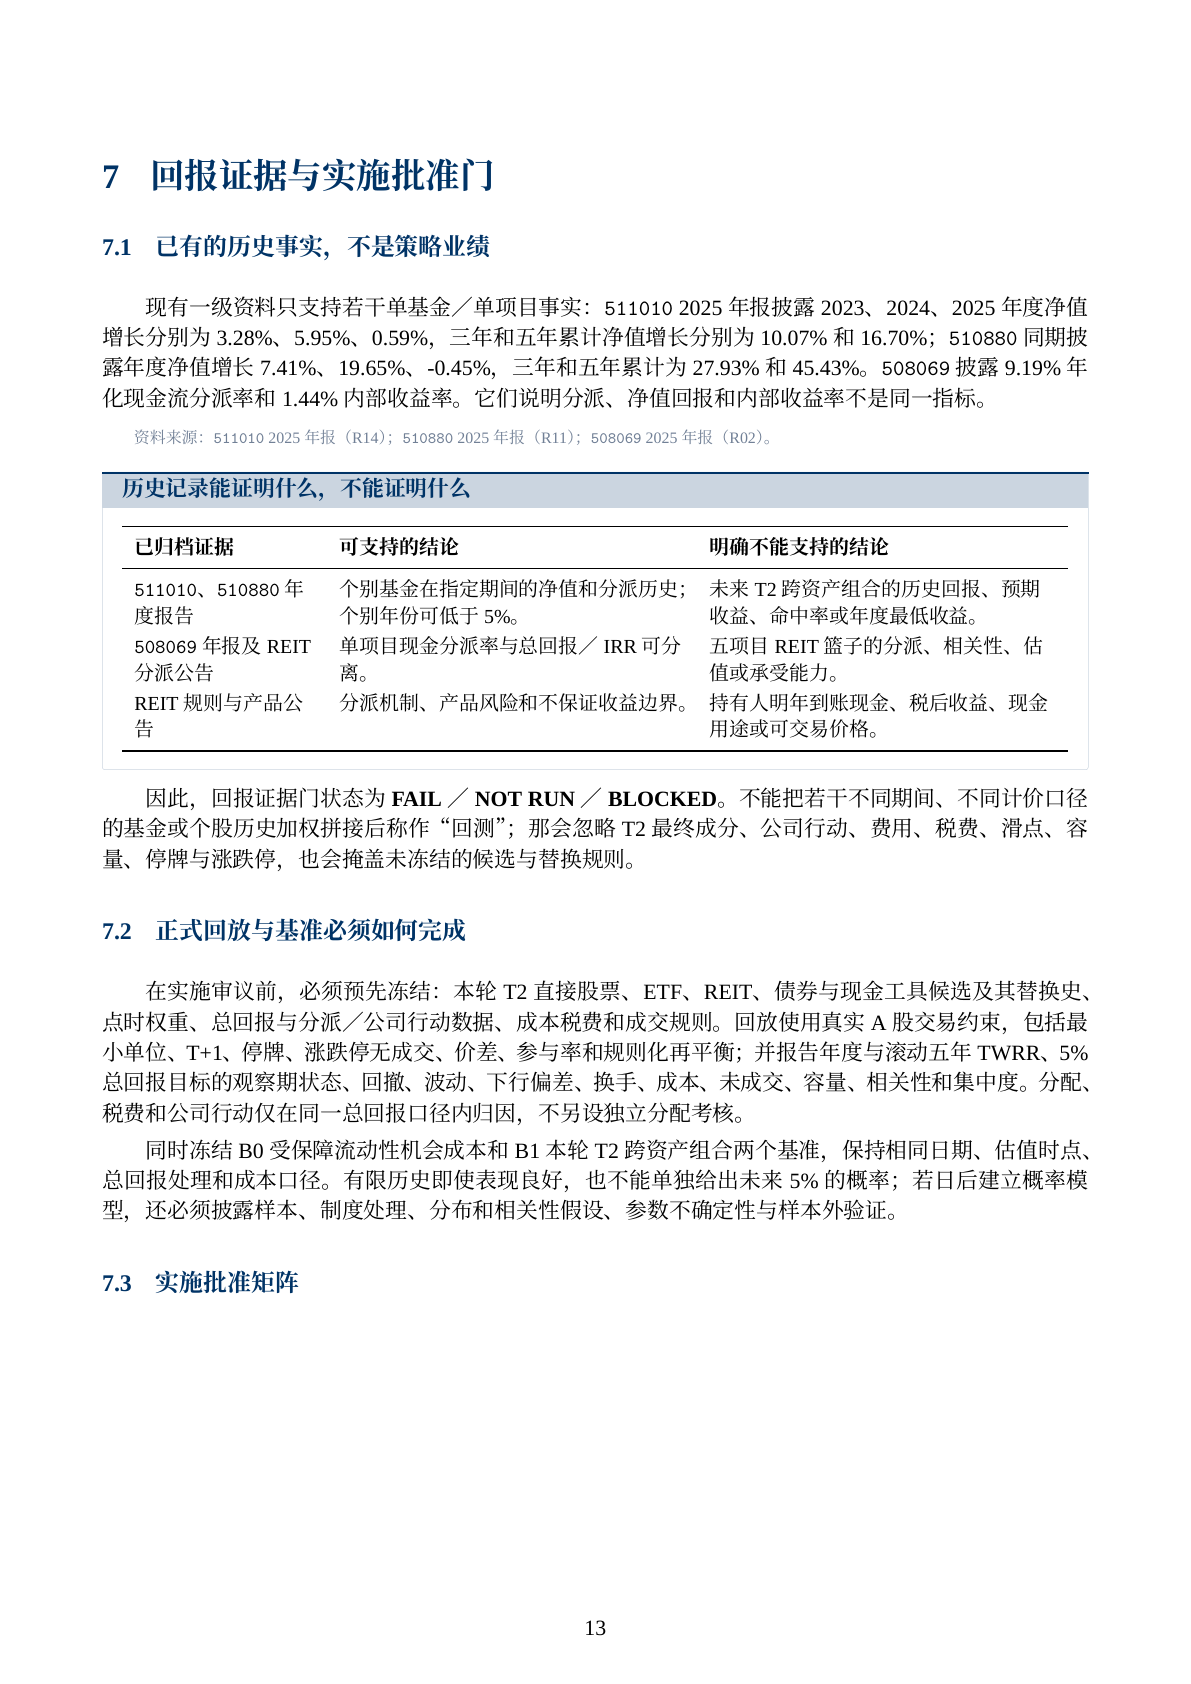 7 回报证据与实施批准门
7.1 已有的历史事实，不是策略业绩
现有一级资料只支持若干单基金／单项目事实：511010 2025 年报披露 2023、2024、2025 年度净值
增长分别为 3.28%、5.95%、0.59%，三年和五年累计净值增长分别为 10.07% 和 16.70%；510880 同期披
露年度净值增长 7.41%、19.65%、-0.45%，三年和五年累计为 27.93% 和 45.43%。508069 披露 9.19% 年
化现金流分派率和 1.44% 内部收益率。它们说明分派、净值回报和内部收益率不是同一指标。
资料来源：511010 2025 年报（R14）；510880 2025 年报（R11）；508069 2025 年报（R02）。
历史记录能证明什么，不能证明什么
已归档证据 可支持的结论 明确不能支持的结论
511010、510880 年 个别基金在指定期间的净值和分派历史； 未来 T2 跨资产组合的历史回报、预期
度报告 个别年份可低于 5%。 收益、命中率或年度最低收益。
508069 年报及 REIT 单项目现金分派率与总回报／ IRR 可分 五项目 REIT 篮子的分派、相关性、估
分派公告 离。 值或承受能力。
REIT 规则与产品公 分派机制、产品风险和不保证收益边界。 持有人明年到账现金、税后收益、现金
告 用途或可交易价格。
因此，回报证据门状态为 FAIL ／ NOT RUN ／ BLOCKED。不能把若干不同期间、不同计价口径
的基金或个股历史加权拼接后称作“回测”；那会忽略 T2 最终成分、公司行动、费用、税费、滑点、容
量、停牌与涨跌停，也会掩盖未冻结的候选与替换规则。
7.2 正式回放与基准必须如何完成
在实施审议前，必须预先冻结：本轮 T2 直接股票、ETF、REIT、债券与现金工具候选及其替换史、
点时权重、总回报与分派／公司行动数据、成本税费和成交规则。回放使用真实 A 股交易约束，包括最
小单位、T+1、停牌、涨跌停无成交、价差、参与率和规则化再平衡；并报告年度与滚动五年 TWRR、5%
总回报目标的观察期状态、回撤、波动、下行偏差、换手、成本、未成交、容量、相关性和集中度。分配、
税费和公司行动仅在同一总回报口径内归因，不另设独立分配考核。
同时冻结 B0 受保障流动性机会成本和 B1 本轮 T2 跨资产组合两个基准，保持相同日期、估值时点、
总回报处理和成本口径。有限历史即使表现良好，也不能单独给出未来 5% 的概率；若日后建立概率模
型，还必须披露样本、制度处理、分布和相关性假设、参数不确定性与样本外验证。
7.3 实施批准矩阵
13